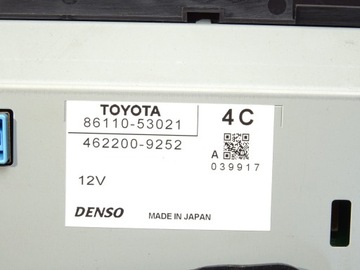 TOYOTA
86110-53021
462200-9252
4C
A
039917
12V
DENSO MADE IN JAPAN